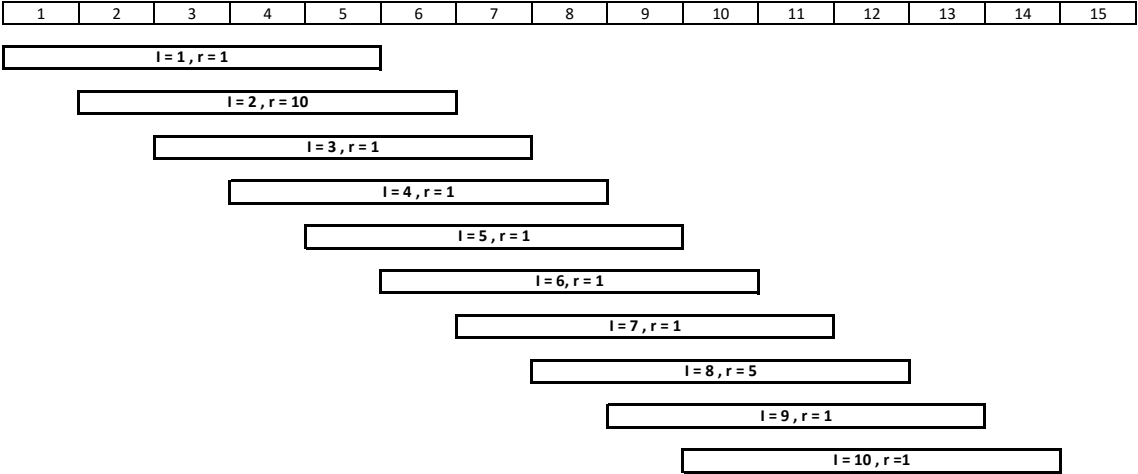 1 2 3 4 5 6 7 8 9 10 11 12 13 14 15
I = 1 , r = 1
I = 2 , r = 10
I = 3 , r = 1
I = 4 , r = 1
I = 5 , r = 1
I = 6, r = 1
I = 7 , r = 1
I = 8 , r = 5
I = 9 , r = 1
I = 10 , r =1